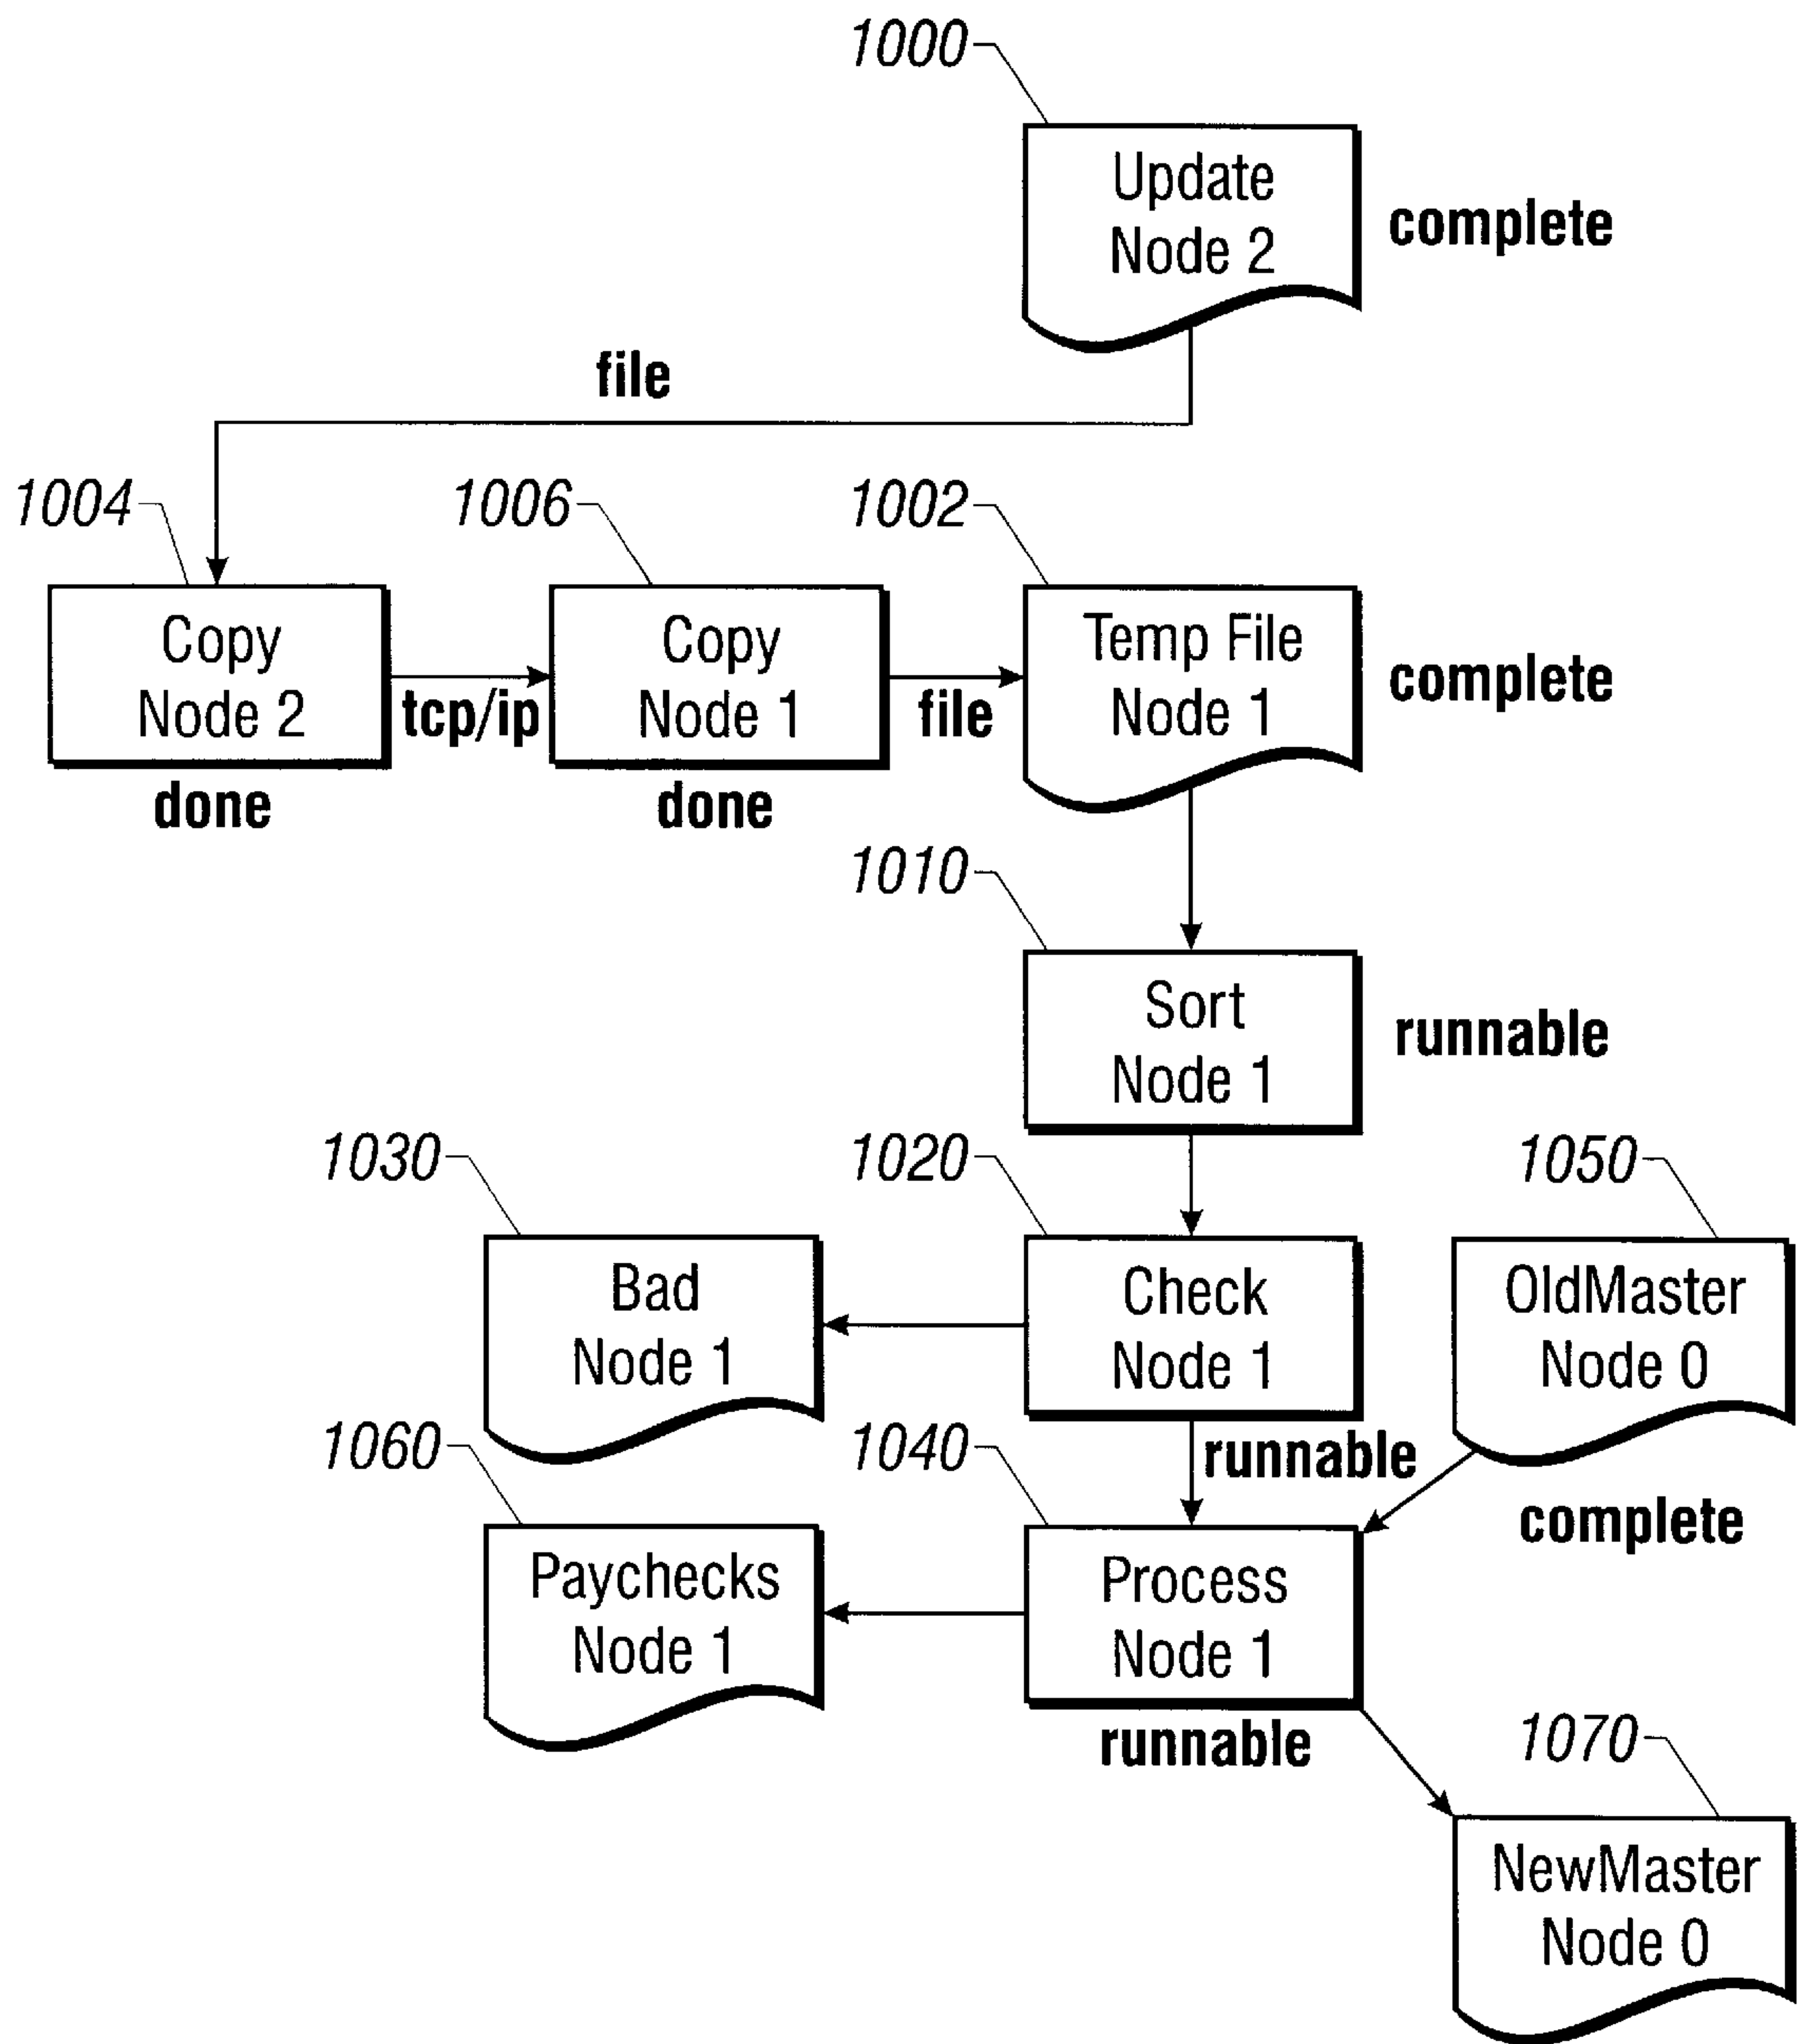 1000
Update
Node 2
complete
file
1004
1006
1002
Copy
Node 2
done
tcp/ip
Copy
Node 1
done
file
Temp File
Node 1
complete
1010
Sort
Node 1
runnable
1030
1020
1050
Bad
Node 1
Check
Node 1
runnable
OldMaster
Node 0
complete
1060
1040
Paychecks
Node 1
Process
Node 1
runnable
1070
NewMaster
Node 0